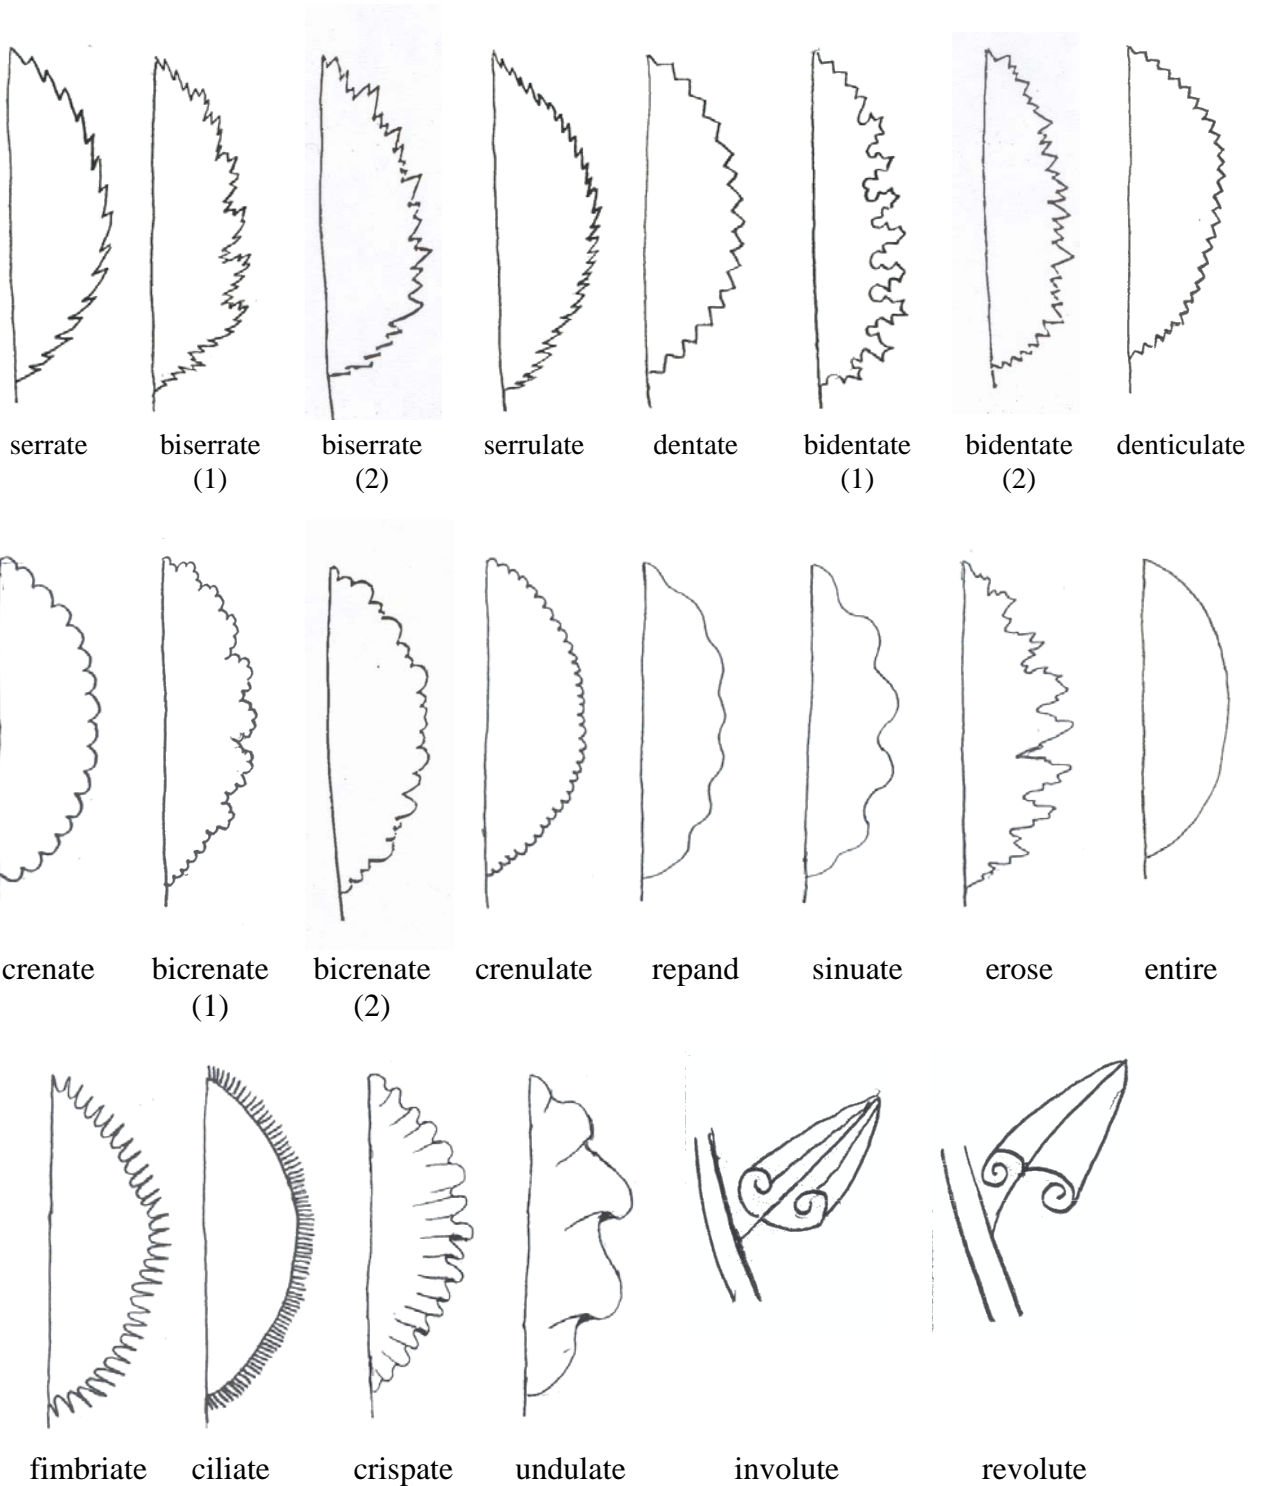 serrate biserrate biserrate serrulate dentate bidentate bidentate denticulate
(1) (2) (1) (2)
crenate bicrenate bicrenate crenulate repand sinuate erose entire
(1) (2)
fimbriate ciliate crispate undulate involute revolute